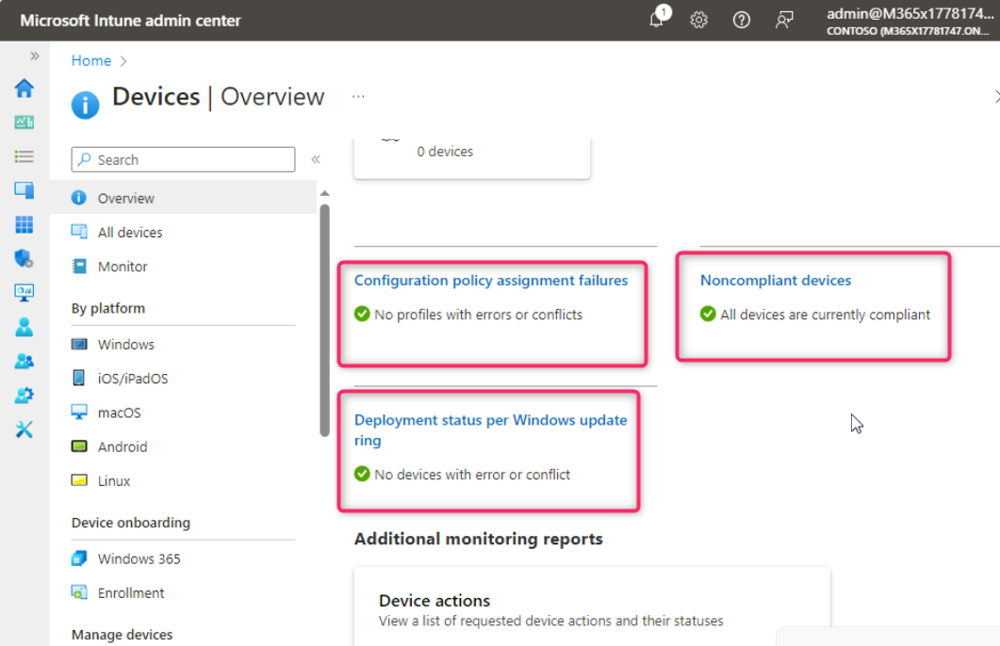 Microsoft Intune admin center
1
admin@M365x1778174...
CONTOSO (M365X17781747.ON...
Home
Devices | Overview
...
Search
Overview
All devices
Monitor
By platform
Windows
iOS/iPadOS
macOS
Android
Linux
Device onboarding
Windows 365
Enrollment
Manage devices
0 devices
Configuration policy assignment failures
No profiles with errors or conflicts
Noncompliant devices
All devices are currently compliant
Deployment status per Windows update
ring
No devices with error or conflict
Additional monitoring reports
Device actions
View a list of requested device actions and their statuses